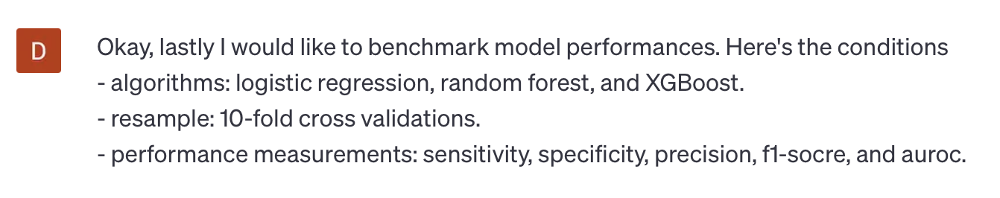 D
Okay, lastly I would like to benchmark model performances. Here's the conditions
- algorithms: logistic regression, random forest, and XGBoost.
- resample: 10-fold cross validations.
- performance measurements: sensitivity, specificity, precision, f1-socre, and auroc.